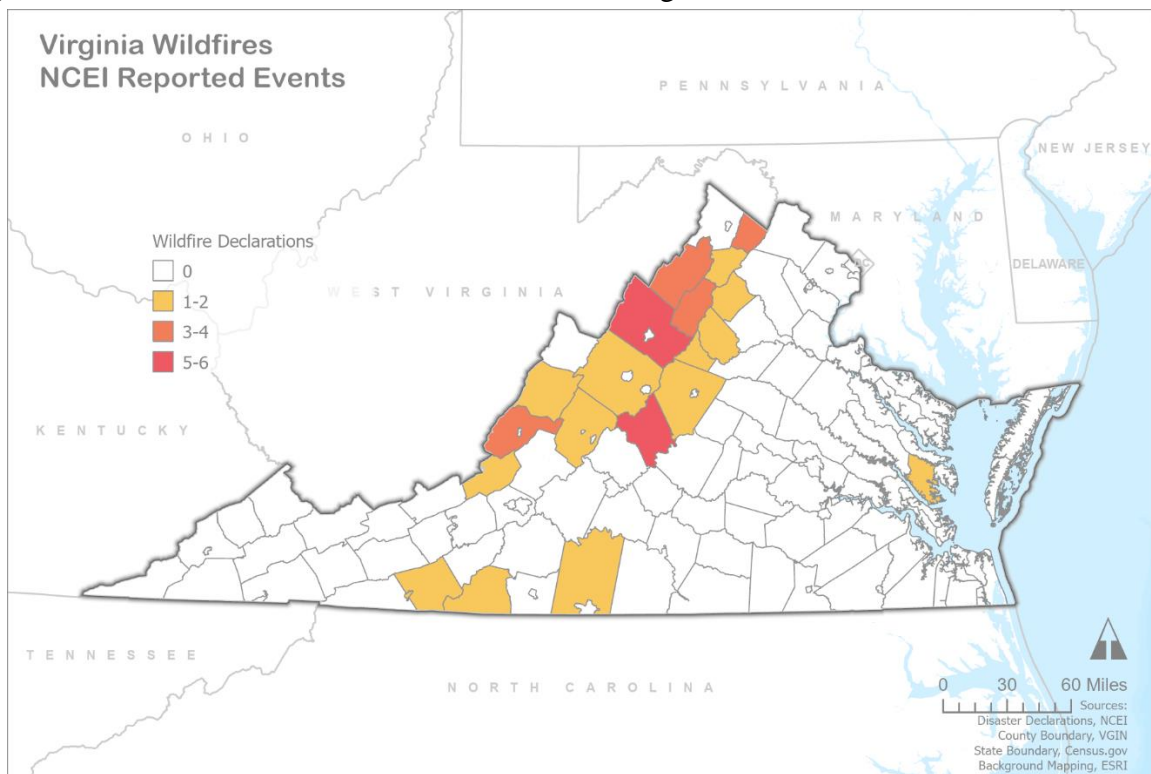 Virginia Wildfires
NCEI Reported Events
PENNSYLVANIA
OHIO
NEW JERSEY
MARYLAND
Wildfire Declarations
0
1-2
3-4
5-6
DC
DELAWARE
WEST VIRGINIA
KENTUCKY
TENNESSEE
NORTH CAROLINA
0 30 60 Miles
Sources:
Disaster Declarations, NCEI
County Boundary, VGIN
State Boundary, Census.gov
Background Mapping, ESRI